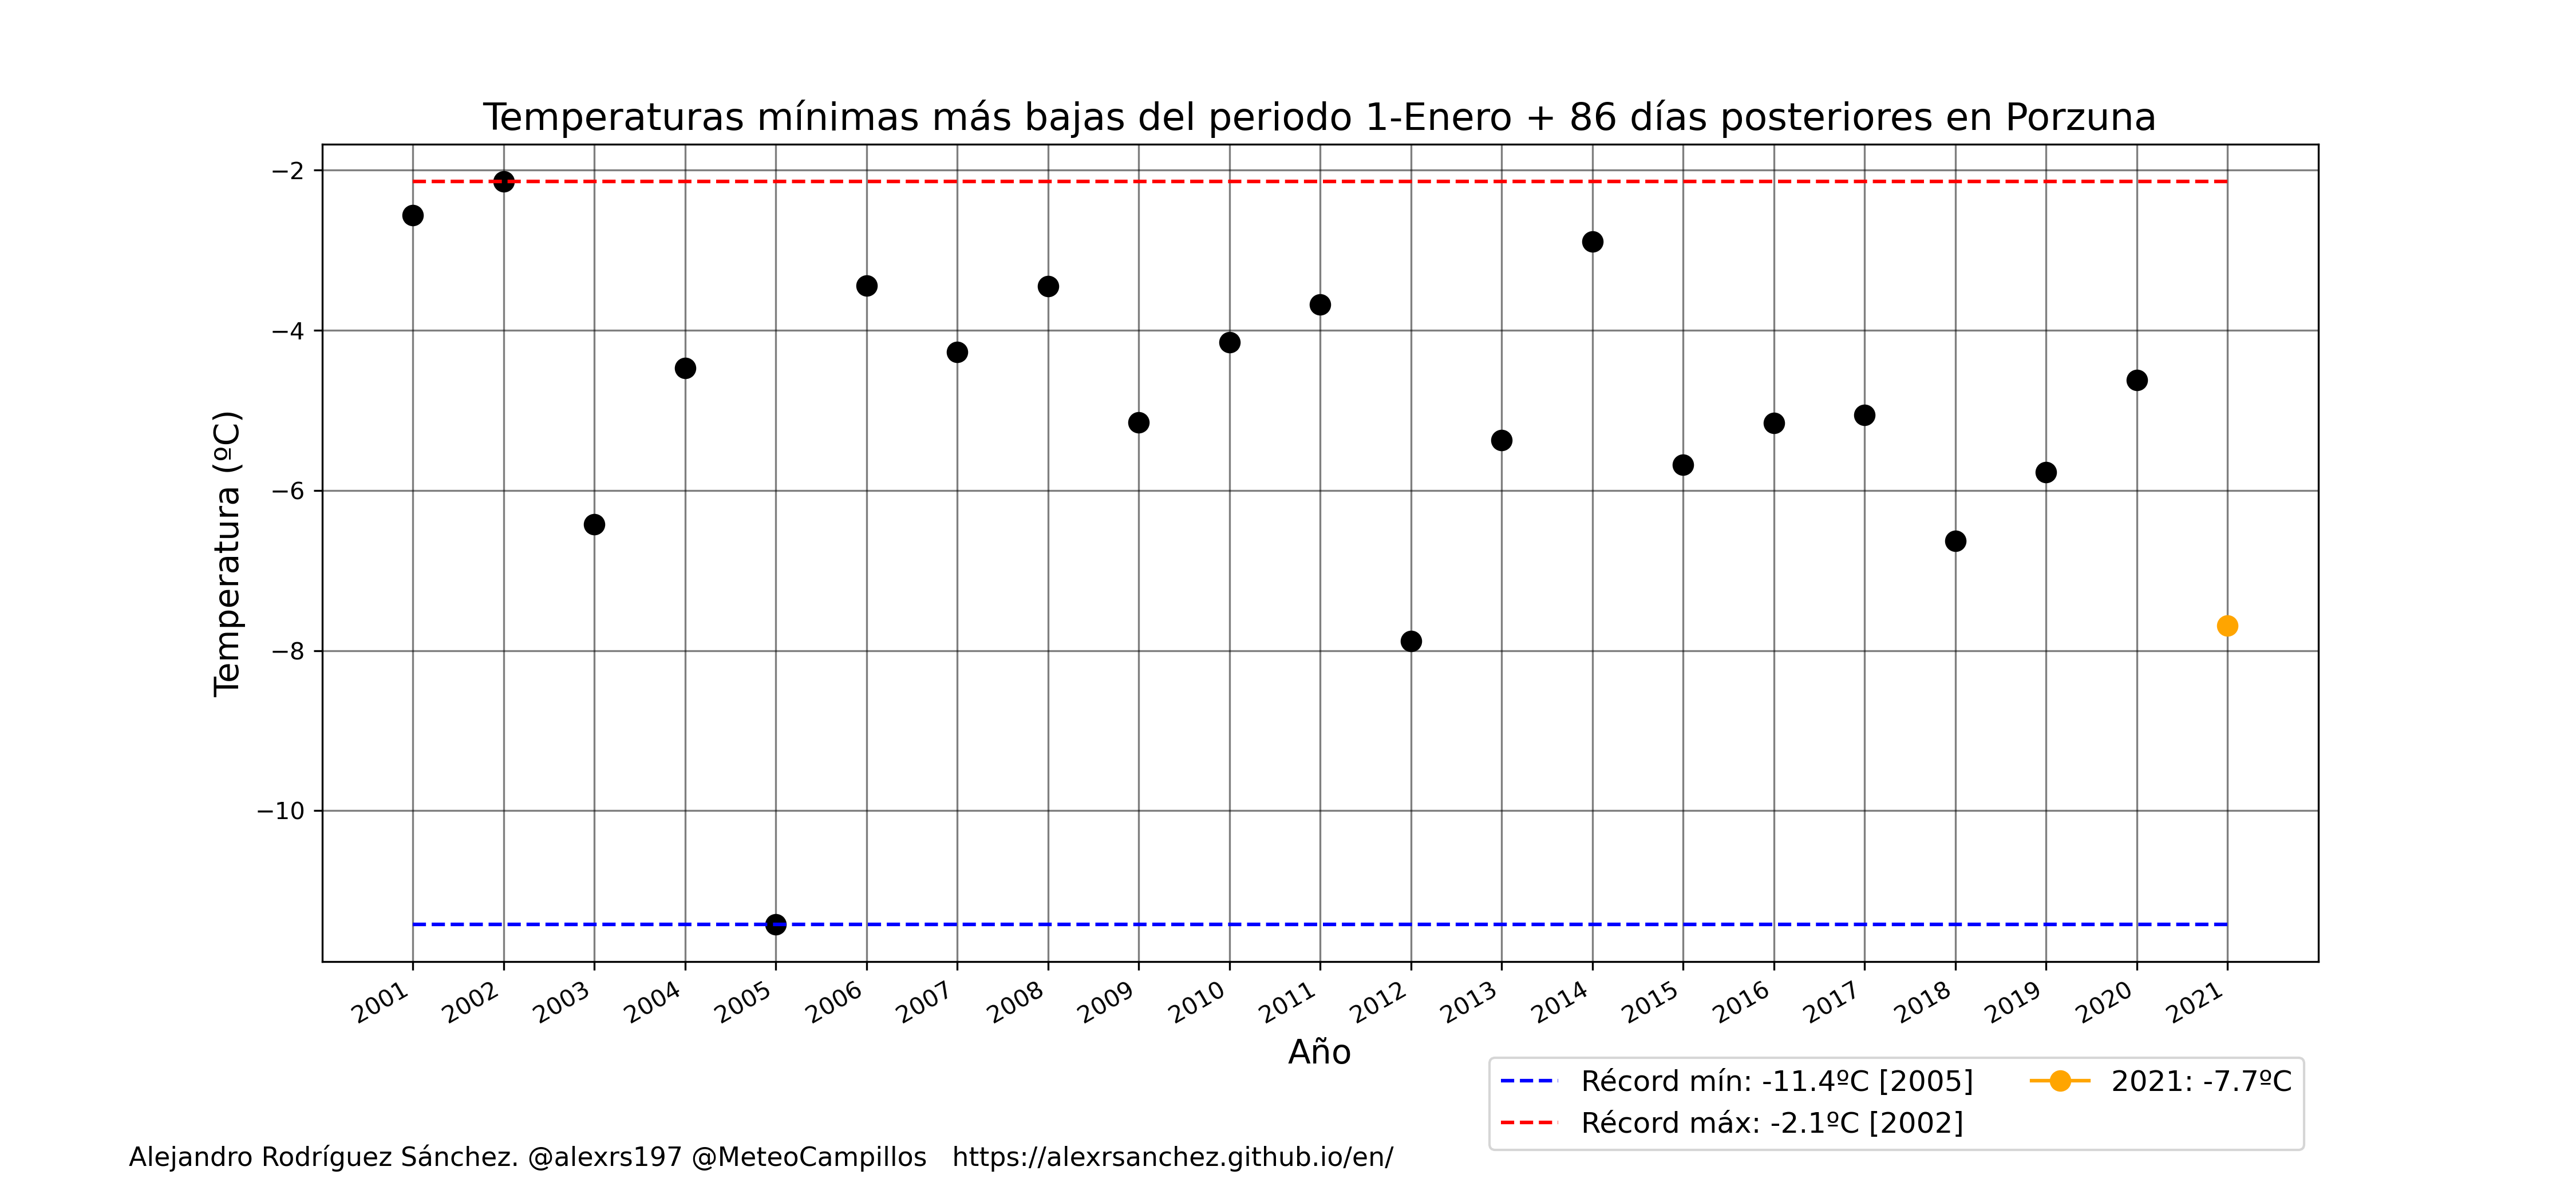 Temperaturas mínimas más bajas del periodo 1-Enero + 86 días posteriores en Porzuna
Temperatura (ºC)
−2
−4
−6
−8
−10
2001 2002 2003 2004 2005 2006 2007 2008 2009 2010 2011 2012 2013 2014 2015 2016 2017 2018 2019 2020 2021
Año
Récord mín: -11.4ºC [2005]
Récord máx: -2.1ºC [2002]
2021: -7.7ºC
Alejandro Rodríguez Sánchez. @alexrs197 @MeteoCampillos https://alexrsanchez.github.io/en/